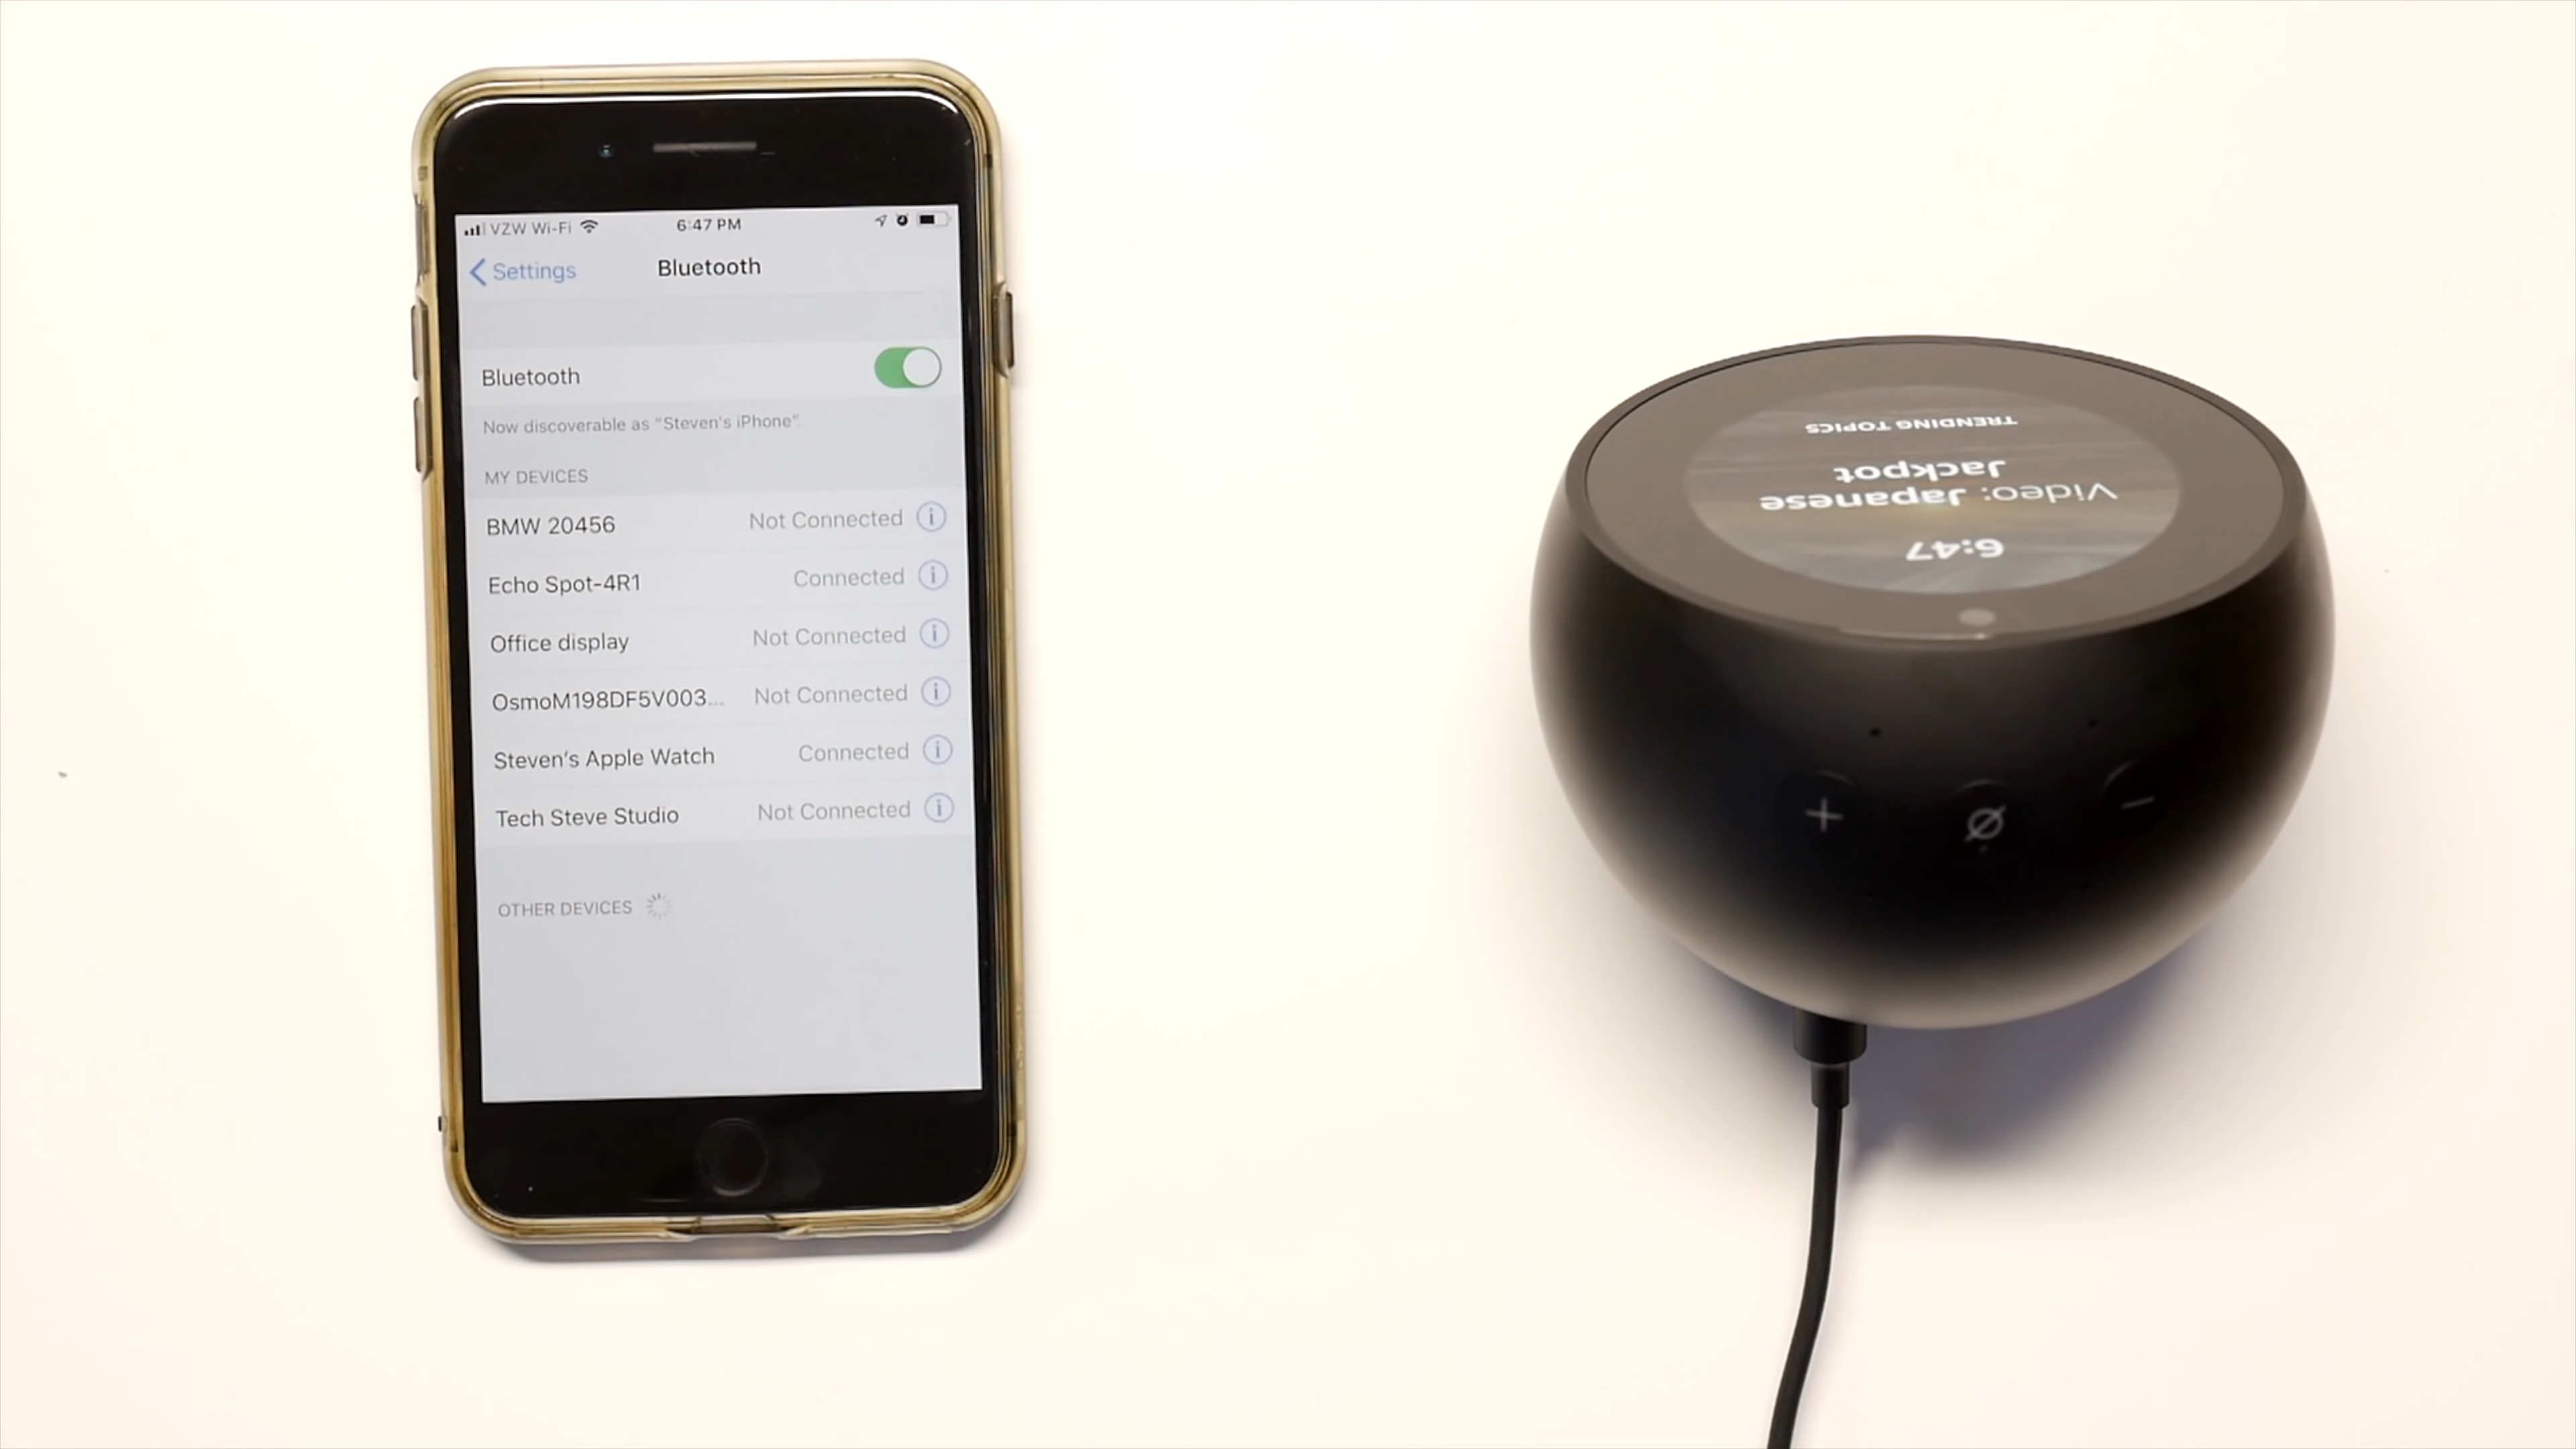 VZW Wi-Fi
6:47 PM
Settings
Bluetooth
Bluetooth
Now discoverable as "Steven's iPhone".
MY DEVICES
BMW 20456 Not Connected
Echo Spot-4R1 Connected
Office display Not Connected
OsmoM198DF5V003... Not Connected
Steven's Apple Watch Connected
Tech Steve Studio Not Connected
OTHER DEVICES
6:47
Video: Japanese
Jackpot
TRENDING TOPICS